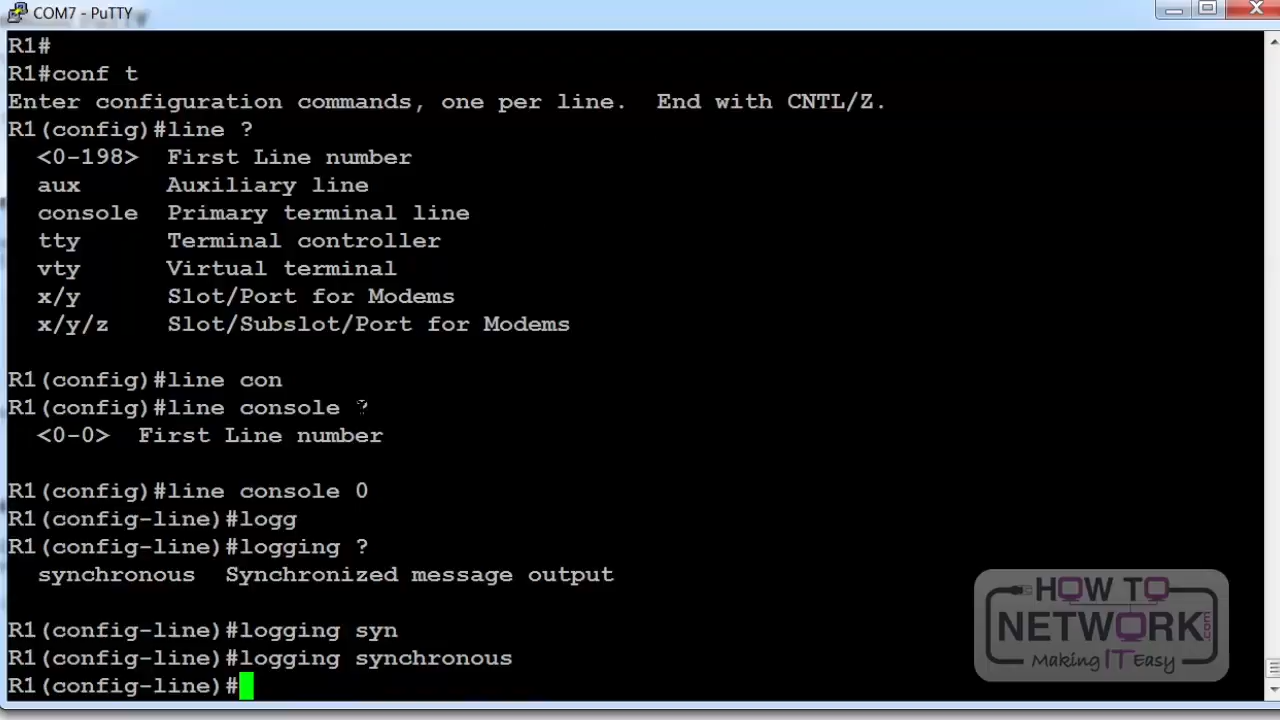 COM7 - PuTTY
R1#
R1#conf t
Enter configuration commands, one per line.  End with CNTL/Z.
R1(config)#line ?
  <0-198>  First Line number
  aux      Auxiliary line
  console  Primary terminal line
  tty      Terminal controller
  vty      Virtual terminal
  x/y      Slot/Port for Modems
  x/y/z    Slot/Subslot/Port for Modems
R1(config)#line con
R1(config)#line console ?
  <0-0>  First Line number
R1(config)#line console 0
R1(config-line)#logg
R1(config-line)#logging ?
  synchronous  Synchronized message output
R1(config-line)#logging syn
R1(config-line)#logging synchronous
R1(config-line)#
HOW TO
NETWORK.com
Making IT Easy